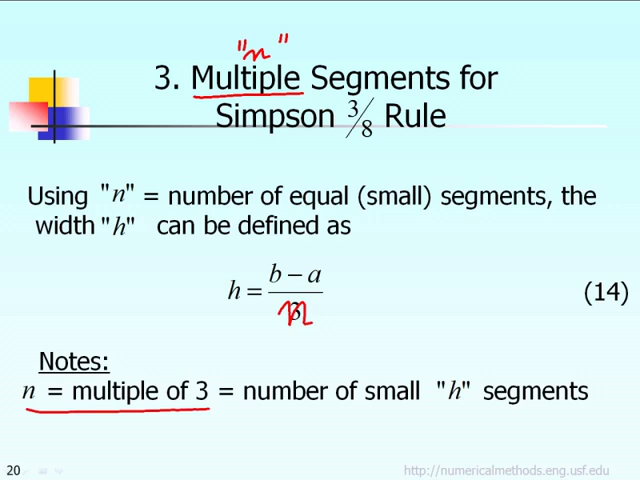 "n"
3. Multiple Segments for
Simpson 3/8 Rule
Using "n" = number of equal (small) segments, the
width "h" can be defined as
h = b − a / n
(14)
Notes:
n = multiple of 3 = number of small "h" segments
20
http://numericalmethods.eng.usf.edu